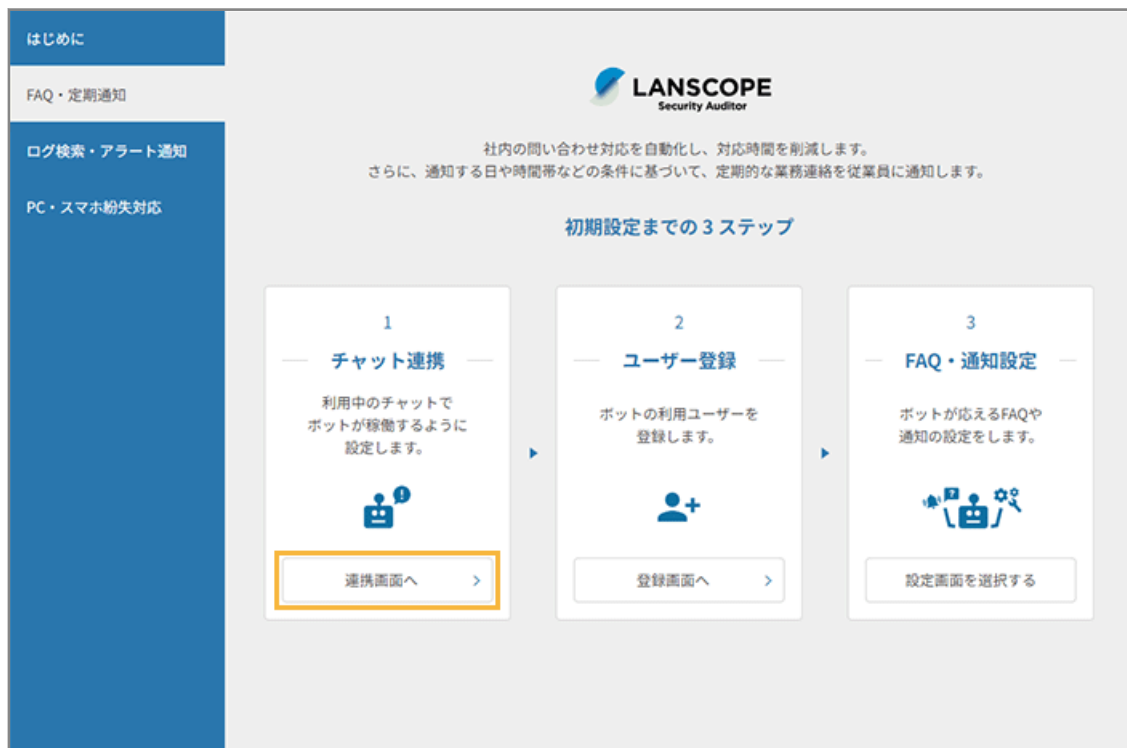 はじめに
FAQ・定期通知
ログ検索・アラート通知
PC・スマホ紛失対応
LANSCOPE
Security Auditor
社内の問い合わせ対応を自動化し、対応時間を削減します。
さらに、通知する日や時間帯などの条件に基づいて、定期的な業務連絡を従業員に通知します。
初期設定までの3ステップ
1
チャット連携
利用中のチャットで
ボットが稼働するように
設定します。
連携画面へ
2
ユーザー登録
ボットの利用ユーザーを
登録します。
登録画面へ
3
FAQ・通知設定
ボットが応えるFAQや
通知の設定をします。
設定画面を選択する